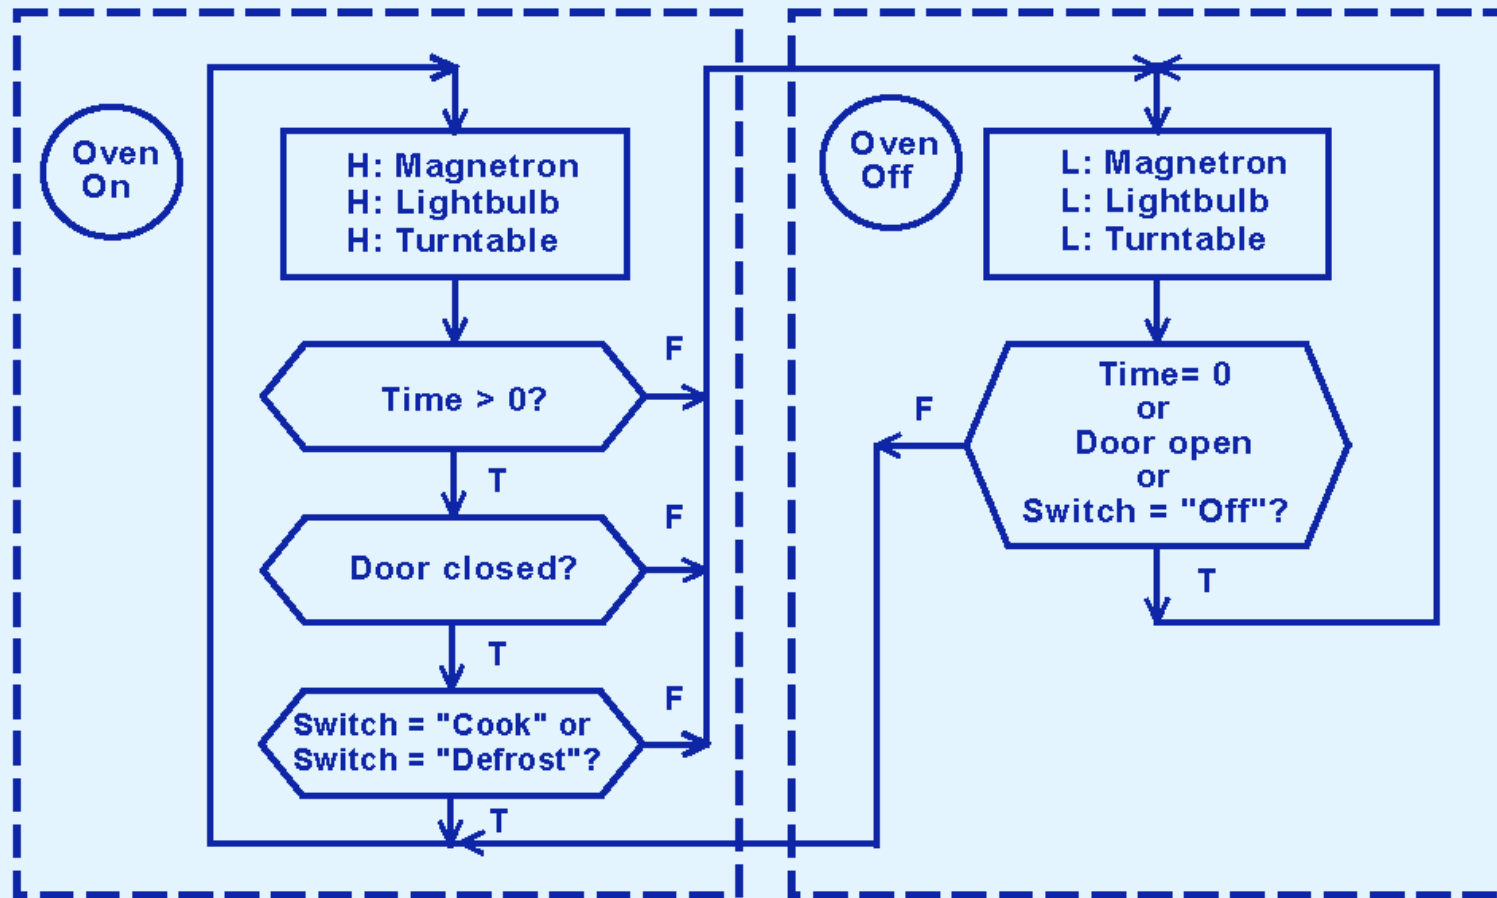 Oven
On
H: Magnetron
H: Lightbulb
H: Turntable
F
Time > 0?
T
F
Door closed?
T
F
Switch = "Cook" or
Switch = "Defrost"?
T
Oven
Off
L: Magnetron
L: Lightbulb
L: Turntable
Time= 0
or
Door open
or
Switch = "Off"?
F
T